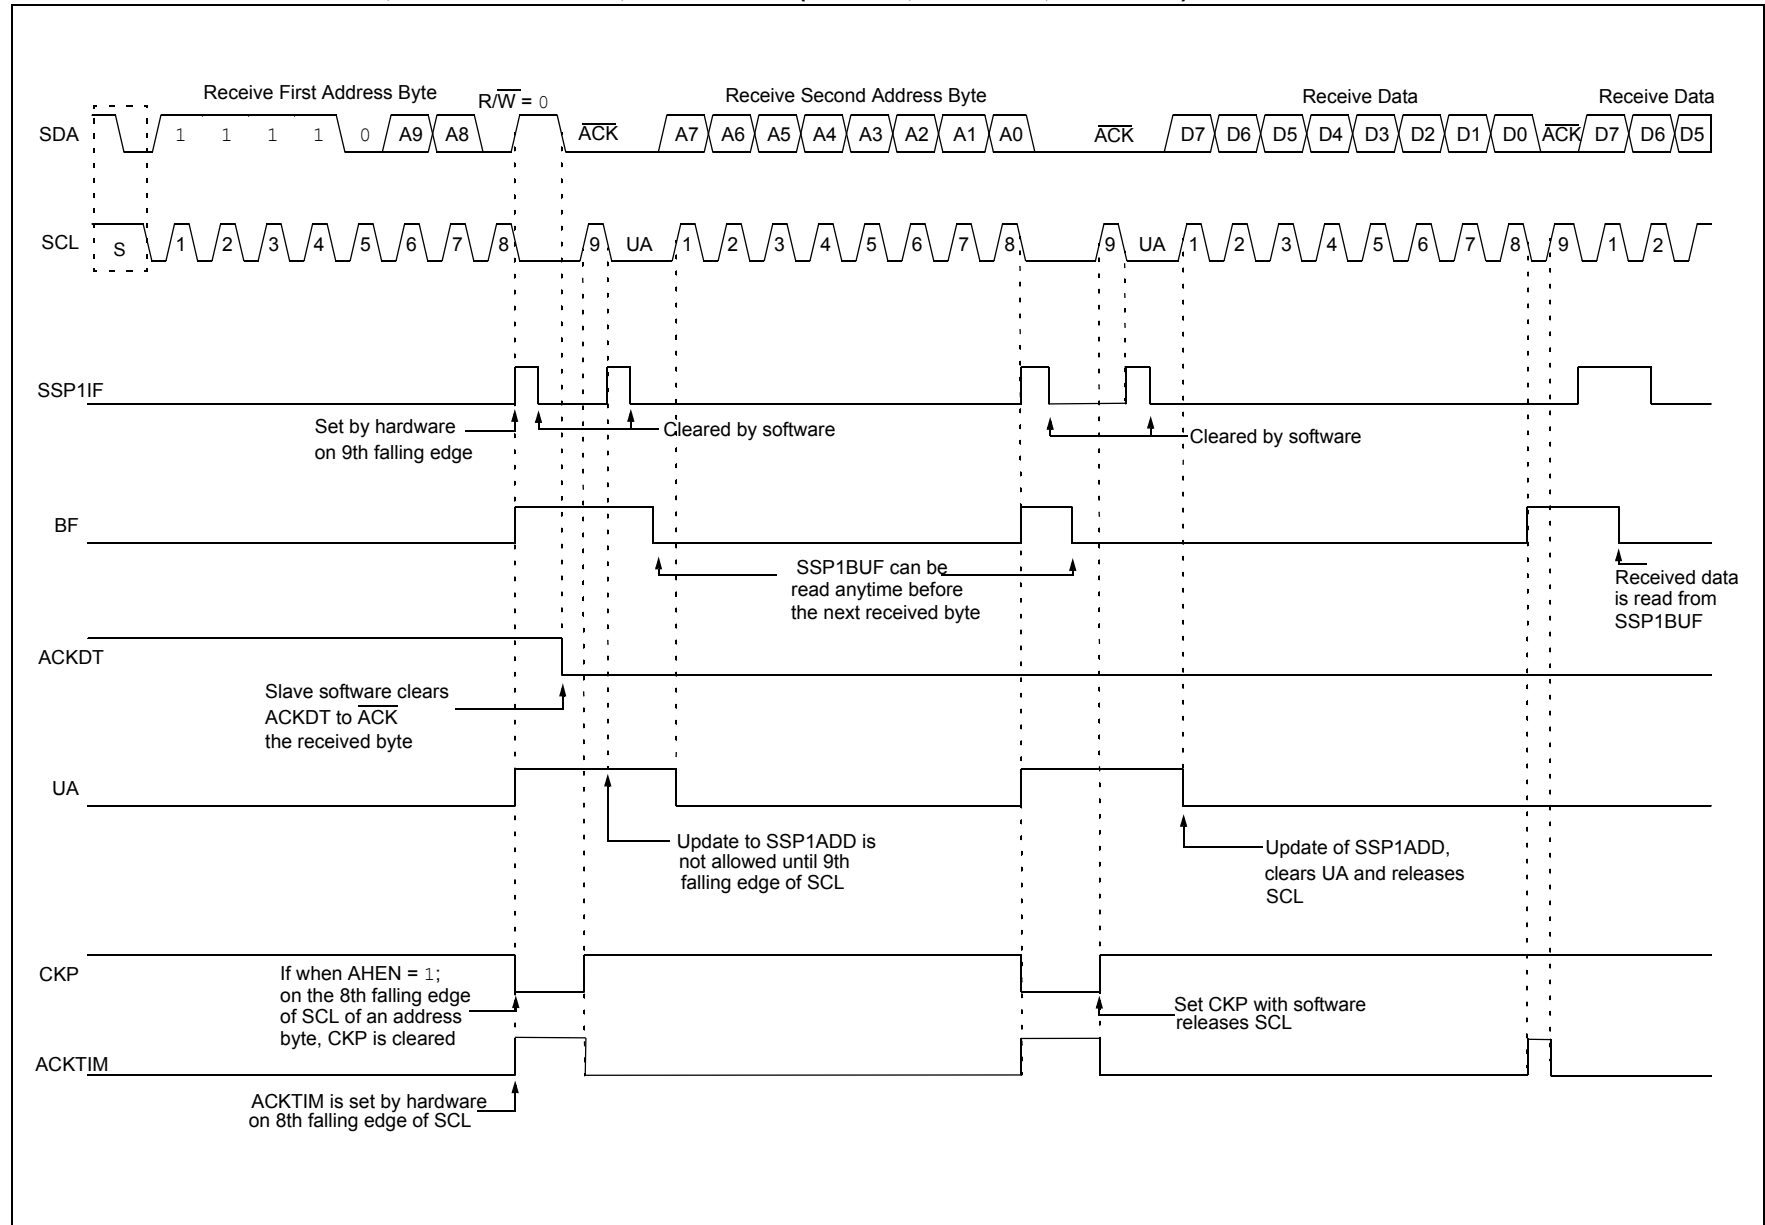 Receive First Address Byte
R/W = 0
Receive Second Address Byte
Receive Data
Receive Data
SDA
1 1 1 1 0 A9 A8
ACK
A7 A6 A5 A4 A3 A2 A1 A0
ACK
D7 D6 D5 D4 D3 D2 D1 D0
ACK
D7 D6 D5
SCL
S
1 2 3 4 5 6 7 8 9 UA 1 2 3 4 5 6 7 8 9 UA 1 2 3 4 5 6 7 8 9 1 2
SSP1IF
Set by hardware
on 9th falling edge
Cleared by software
Cleared by software
BF
SSP1BUF can be
read anytime before
the next received byte
Received data
is read from
SSP1BUF
ACKDT
Slave software clears
ACKDT to ACK
the received byte
UA
Update to SSP1ADD is
not allowed until 9th
falling edge of SCL
Update of SSP1ADD,
clears UA and releases
SCL
CKP
If when AHEN = 1;
on the 8th falling edge
of SCL of an address
byte, CKP is cleared
Set CKP with software
releases SCL
ACKTIM
ACKTIM is set by hardware
on 8th falling edge of SCL